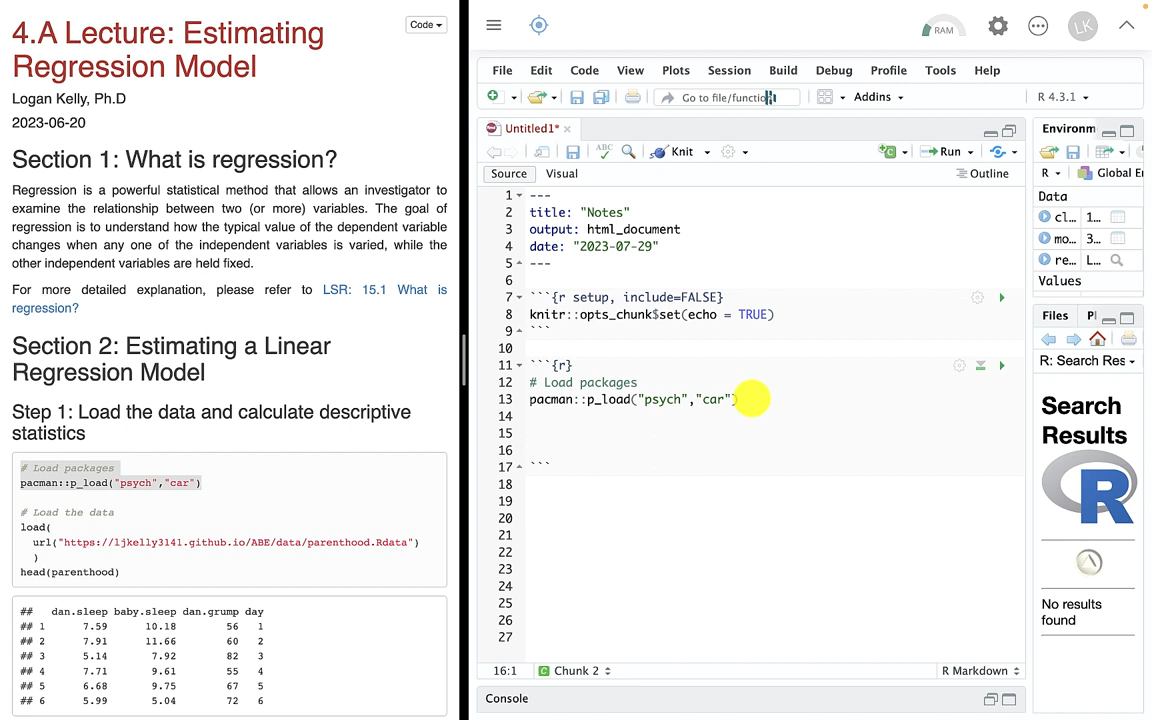 4.A Lecture: Estimating
Regression Model
Code
Logan Kelly, Ph.D
2023-06-20
Section 1: What is regression?
Regression is a powerful statistical method that allows an investigator to
examine the relationship between two (or more) variables. The goal of
regression is to understand how the typical value of the dependent variable
changes when any one of the independent variables is varied, while the
other independent variables are held fixed.
For more detailed explanation, please refer to LSR: 15.1 What is
regression?
Section 2: Estimating a Linear
Regression Model
Step 1: Load the data and calculate descriptive
statistics
# Load packages
pacman::p_load("psych","car")
# Load the data
load(
url("https://ljkelly3141.github.io/ABE/data/parenthood.Rdata")
)
head(parenthood)
## dan.sleep baby.sleep dan.grump day
## 1 7.59 10.18 56 1
## 2 7.91 11.66 60 2
## 3 5.14 7.92 82 3
## 4 7.71 9.61 55 4
## 5 6.68 9.75 67 5
## 6 5.99 5.04 72 6
RAM
LK
File Edit Code View Plots Session Build Debug Profile Tools Help
Go to file/function
Addins
R 4.3.1
Untitled1*
ABC
Knit
Run
Source Visual
Outline
1 ---
2 title: "Notes"
3 output: html_document
4 date: "2023-07-29"
5 ---
6
7 ```{r setup, include=FALSE}
8 knitr::opts_chunk$set(echo = TRUE)
9 ```
10
11 ```{r}
12 # Load packages
13 pacman::p_load("psych","car")
14
15
16
17 ```
18
19
20
21
22
23
24
25
26
27
16:1
Chunk 2
R Markdown
Console
Environm
R
Global En
Data
cl… 1…
mo… 3…
re… L…
Values
Files
R: Search Res
Search
Results
R
No results
found